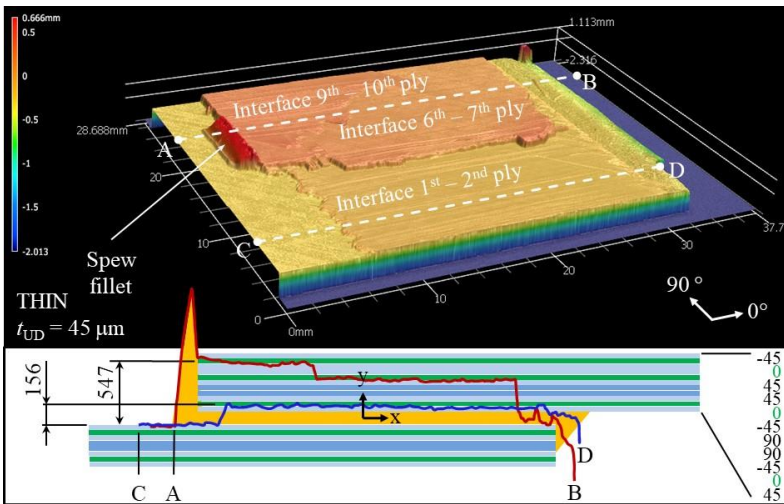 0.666mm
0.5
0
-0.5
-1
-1.5
-2.013
1.113mm
-2.316
B
Interface 9th – 10th ply
Interface 6th – 7th ply
28.688mm
A
20
D
37.7
Interface 1st – 2nd ply
10
C
30
Spew
fillet
20
90 °
0°
THIN
10
tUD = 45 μm
0
0mm
156
547
y
x
C
A
D
B
-45
0
45
45
0
-45
90
90
-45
0
45